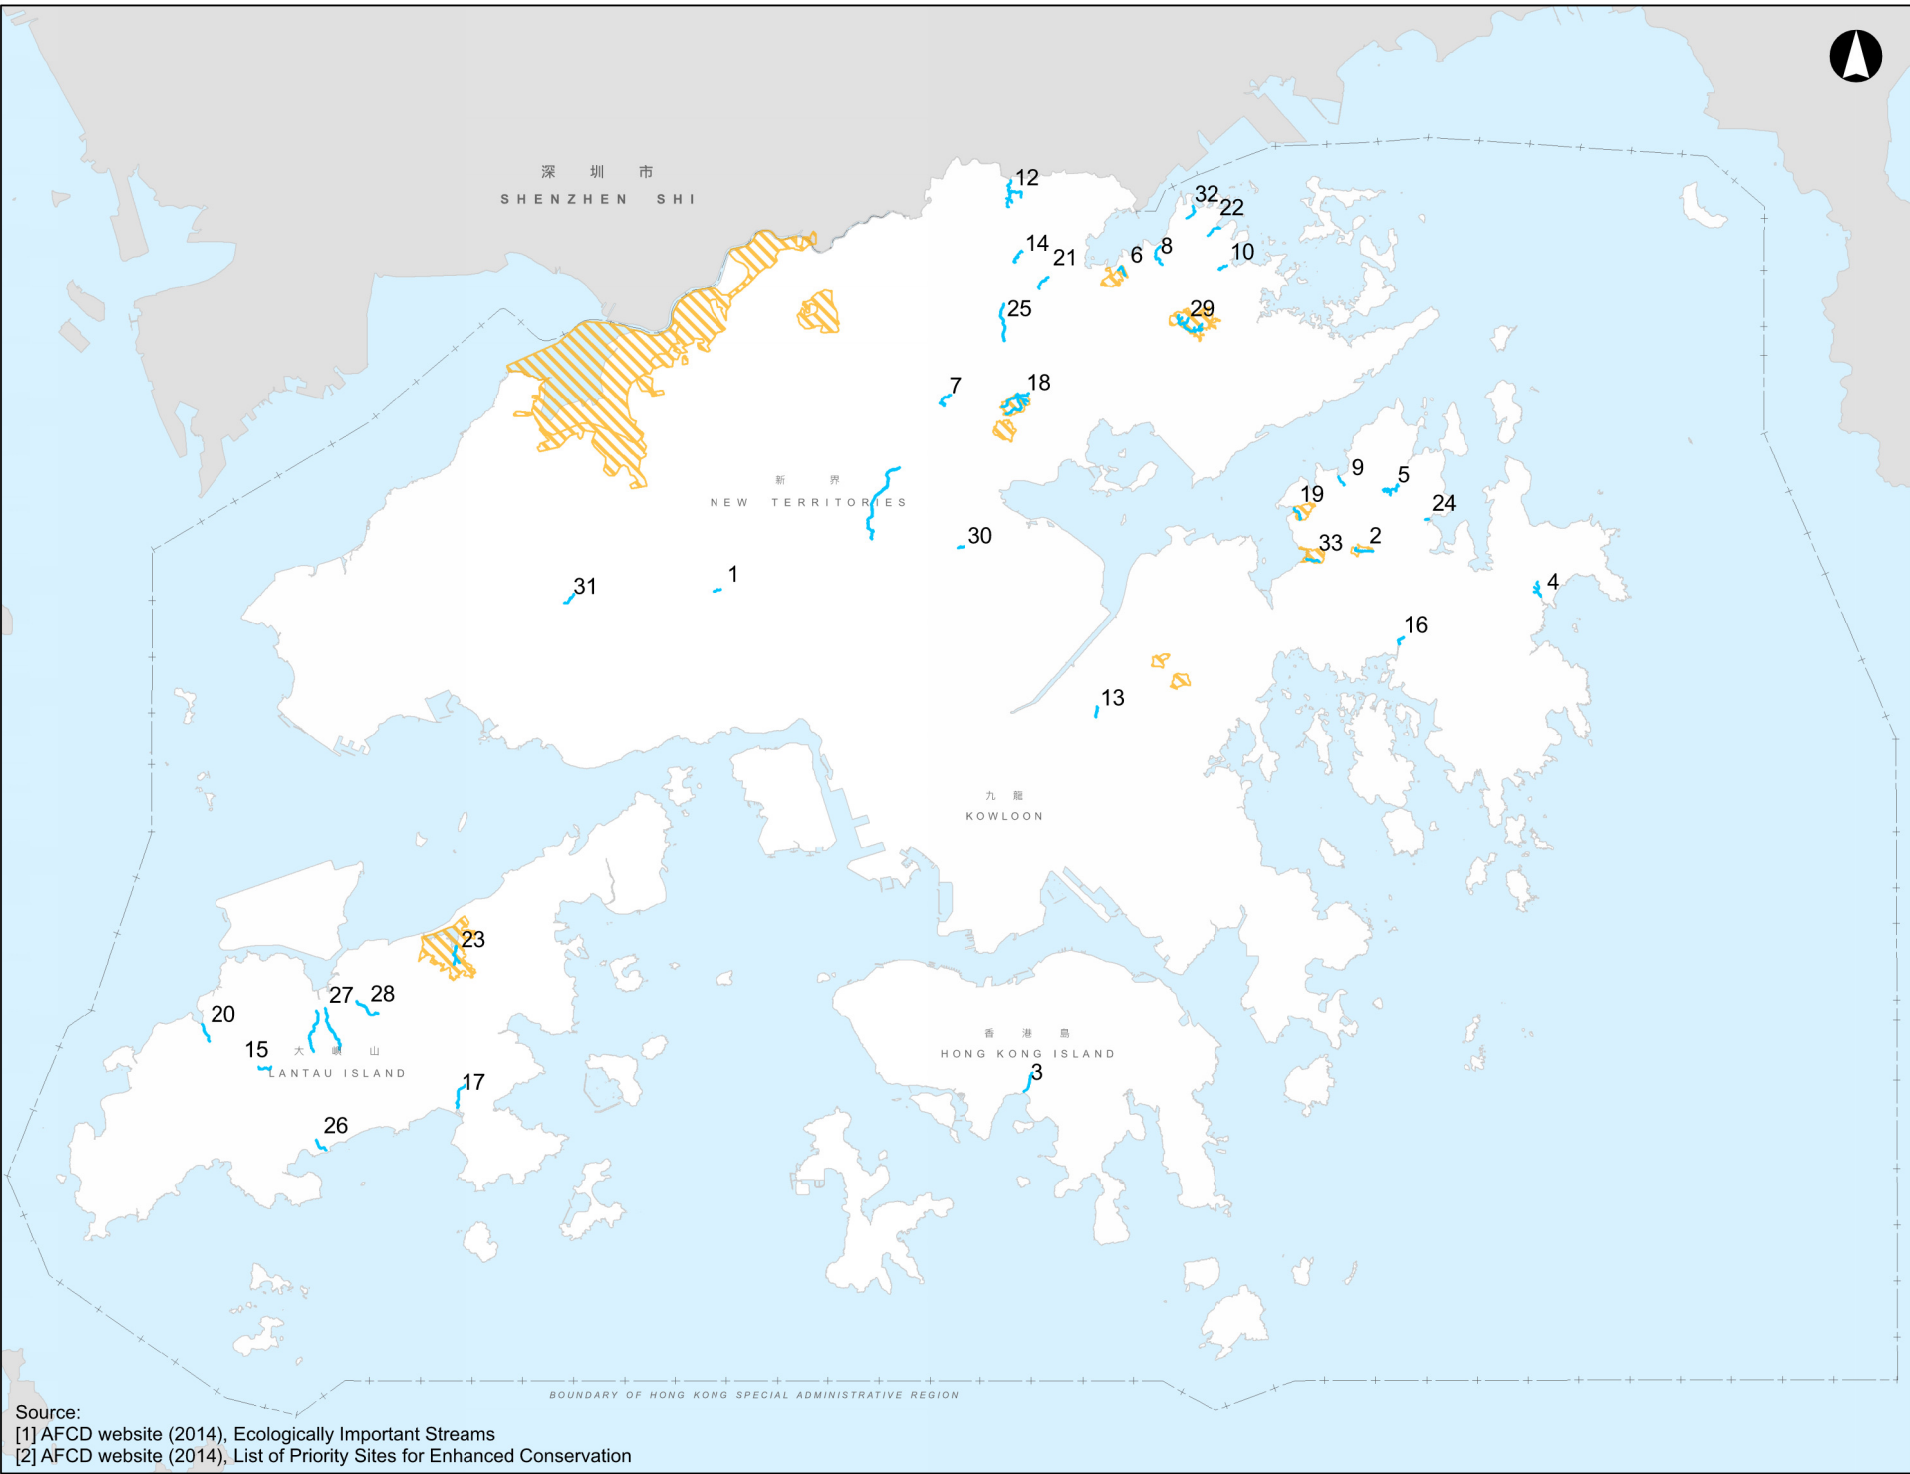 深 圳 市
SHENZHEN SHI
12
32
22
14
21
6
8
10
25
29
7
18
新 界
NEW TERRITORIES
9
5
19
24
30
33
2
1
31
4
16
13
九 龍
KOWLOON
23
27
28
20
15
大 嶼 山
LANTAU ISLAND
香 港 島
HONG KONG ISLAND
3
17
26
BOUNDARY OF HONG KONG SPECIAL ADMINISTRATIVE REGION
Source:
[1] AFCD website (2014), Ecologically Important Streams
[2] AFCD website (2014), List of Priority Sites for Enhanced Conservation